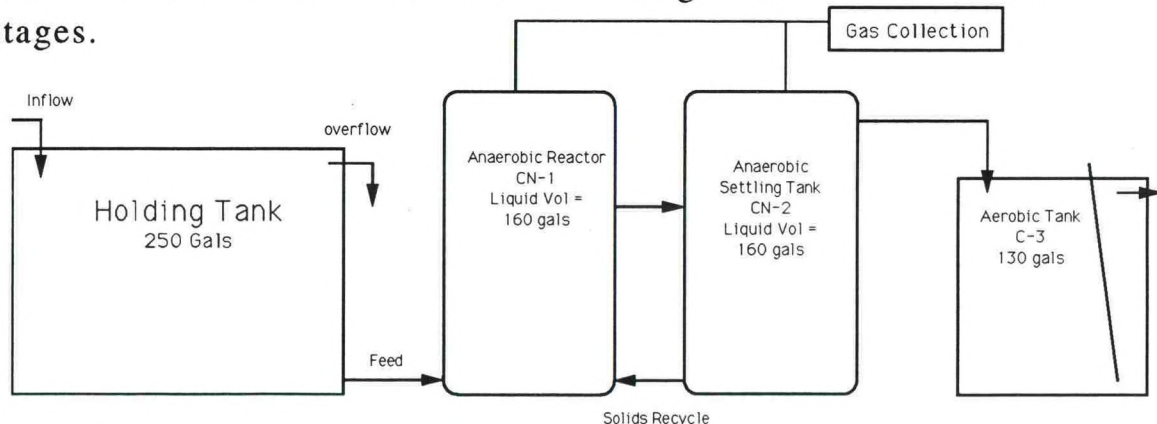 tages.
Gas Collection
Inflow
overflow
Holding Tank
250 Gals
Anaerobic Reactor
CN-1
Liquid Vol =
160 gals
Anaerobic
Settling Tank
CN-2
Liquid Vol =
160 gals
Aerobic Tank
C-3
130 gals
Feed
Solids Recycle